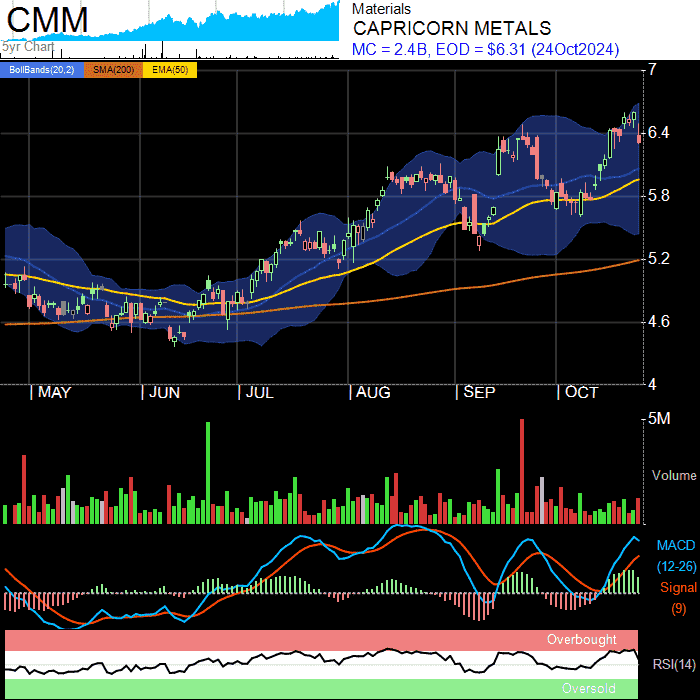 CMM
5yr Chart
Materials
CAPRICORN METALS
MC = 2.4B, EOD = $6.31 (24Oct2024)
BollBands(20,2) SMA(200) EMA(50)
7
6.4
5.8
5.2
4.6
4
MAY JUN JUL AUG SEP OCT
5M
Volume
MACD
(12-26)
Signal
(9)
Overbought
RSI(14)
Oversold